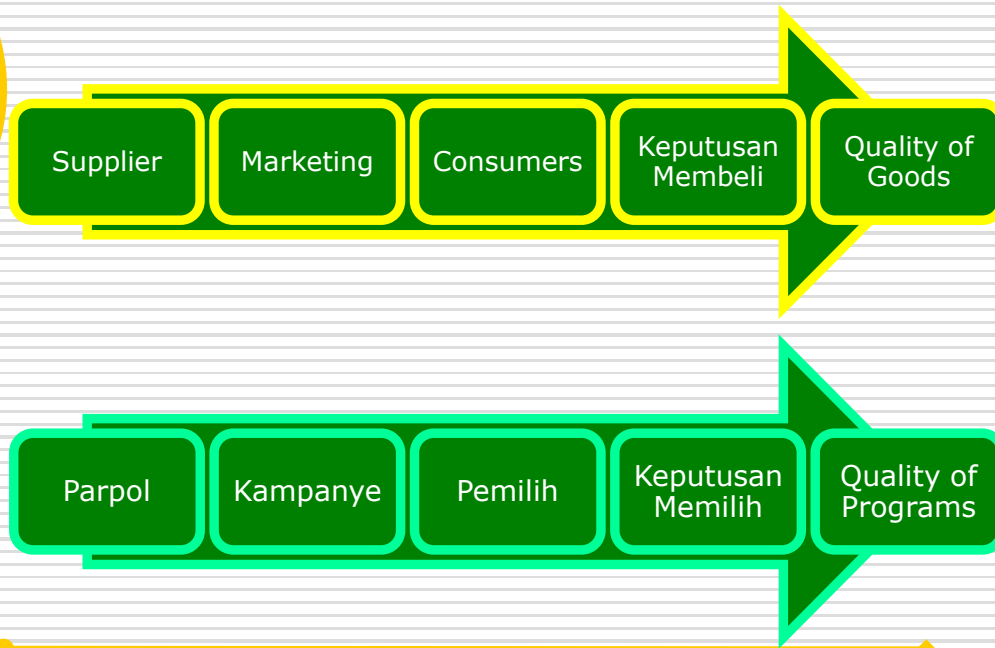 Supplier
Marketing
Consumers
Keputusan
Membeli
Quality of
Goods
Parpol
Kampanye
Pemilih
Keputusan
Memilih
Quality of
Programs